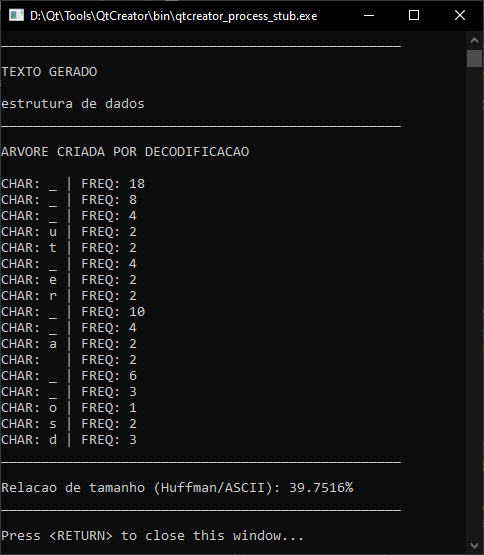 D:\Qt\Tools\QtCreator\bin\qtcreator_process_stub.exe
TEXTO GERADO
estrutura de dados
ARVORE CRIADA POR DECODIFICACAO
CHAR: _ | FREQ: 18
CHAR: _ | FREQ: 8
CHAR: _ | FREQ: 4
CHAR: u | FREQ: 2
CHAR: t | FREQ: 2
CHAR: _ | FREQ: 4
CHAR: e | FREQ: 2
CHAR: r | FREQ: 2
CHAR: _ | FREQ: 10
CHAR: _ | FREQ: 4
CHAR: a | FREQ: 2
CHAR:   | FREQ: 2
CHAR: _ | FREQ: 6
CHAR: _ | FREQ: 3
CHAR: o | FREQ: 1
CHAR: s | FREQ: 2
CHAR: d | FREQ: 3
Relacao de tamanho (Huffman/ASCII): 39.7516%
Press <RETURN> to close this window...